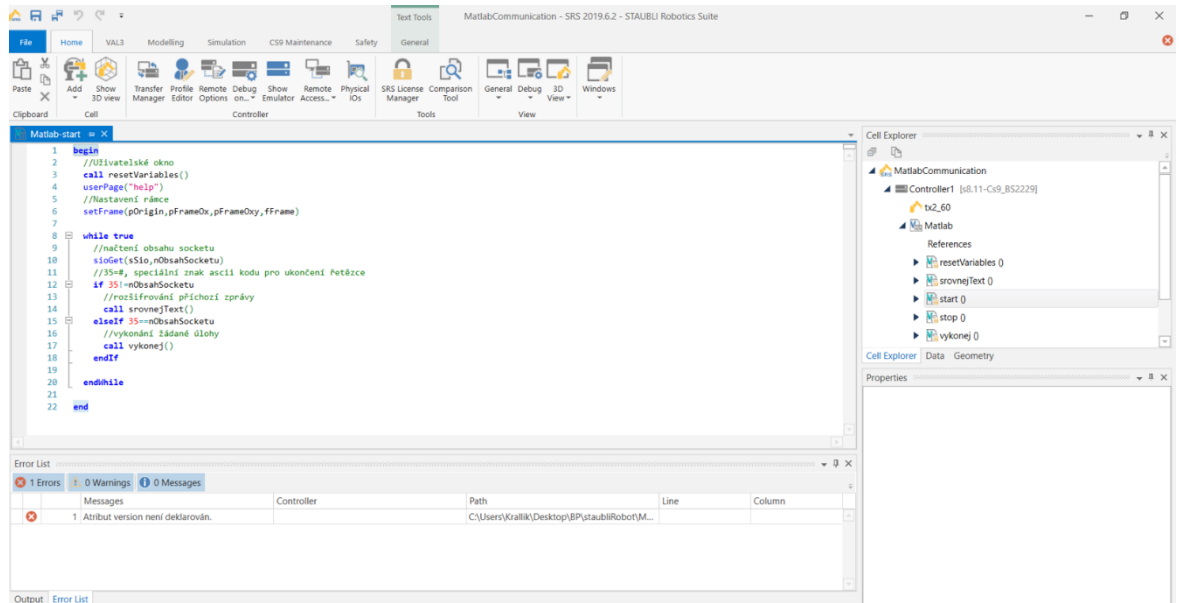 Text Tools
MatlabCommunication - SRS 2019.6.2 - STAUBLI Robotics Suite
File Home VAL3 Modelling Simulation CS9 Maintenance Safety General
Paste
Add
Show 3D view
Transfer Manager
Profile Editor
Remote Options
Debug on...
Show Emulator
Remote Access...
Physical IOs
SRS License Manager
Comparison Tool
General
Debug
3D View
Windows
Clipboard Cell Controller Tools View
Matlab-start
1 begin
2 //Uživatelské okno
3 call resetVariables()
4 userPage("help")
5 //Nastavení rámce
6 setFrame(pOrigin,pFrameOx,pFrameOxy,fFrame)
7
8 while true
9 //načtení obsahu socketu
10 sioGet(sSio,nObsahSocketu)
11 //35=#, speciální znak ascii kodu pro ukončení řetězce
12 if 35!=nObsahSocketu
13 //rozšifrování příchozí zprávy
14 call srovnejText()
15 elseIf 35==nObsahSocketu
16 //vykonání žádané úlohy
17 call vykonej()
18 endIf
19
20 endWhile
21
22 end
Cell Explorer
MatlabCommunication
Controller1 [s8.11-Cs9_BS2229]
tx2_60
Matlab
References
resetVariables ()
srovnejText ()
start ()
stop ()
vykonej ()
Cell Explorer Data Geometry
Properties
Error List
1 Errors 0 Warnings 0 Messages
Messages Controller Path Line Column
1 Atribut version není deklarován. C:\Users\Krallik\Desktop\BP\staubliRobot\M...
Output Error List